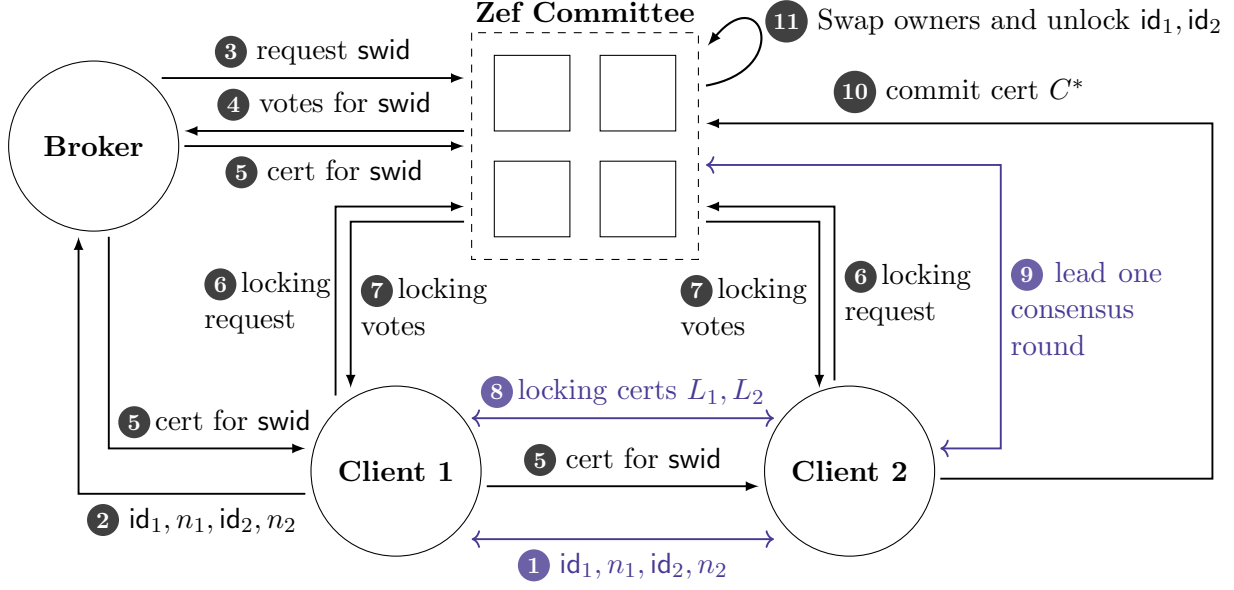 Zef Committee
11 Swap owners and unlock id₁, id₂
3 request swid
10 commit cert C*
4 votes for swid
Broker
5 cert for swid
6 locking
request
7 locking
votes
7 locking
votes
6 locking
request
9 lead one
consensus
round
8 locking certs L₁, L₂
5 cert for swid
5 cert for swid
Client 1
Client 2
2 id₁, n₁, id₂, n₂
1 id₁, n₁, id₂, n₂